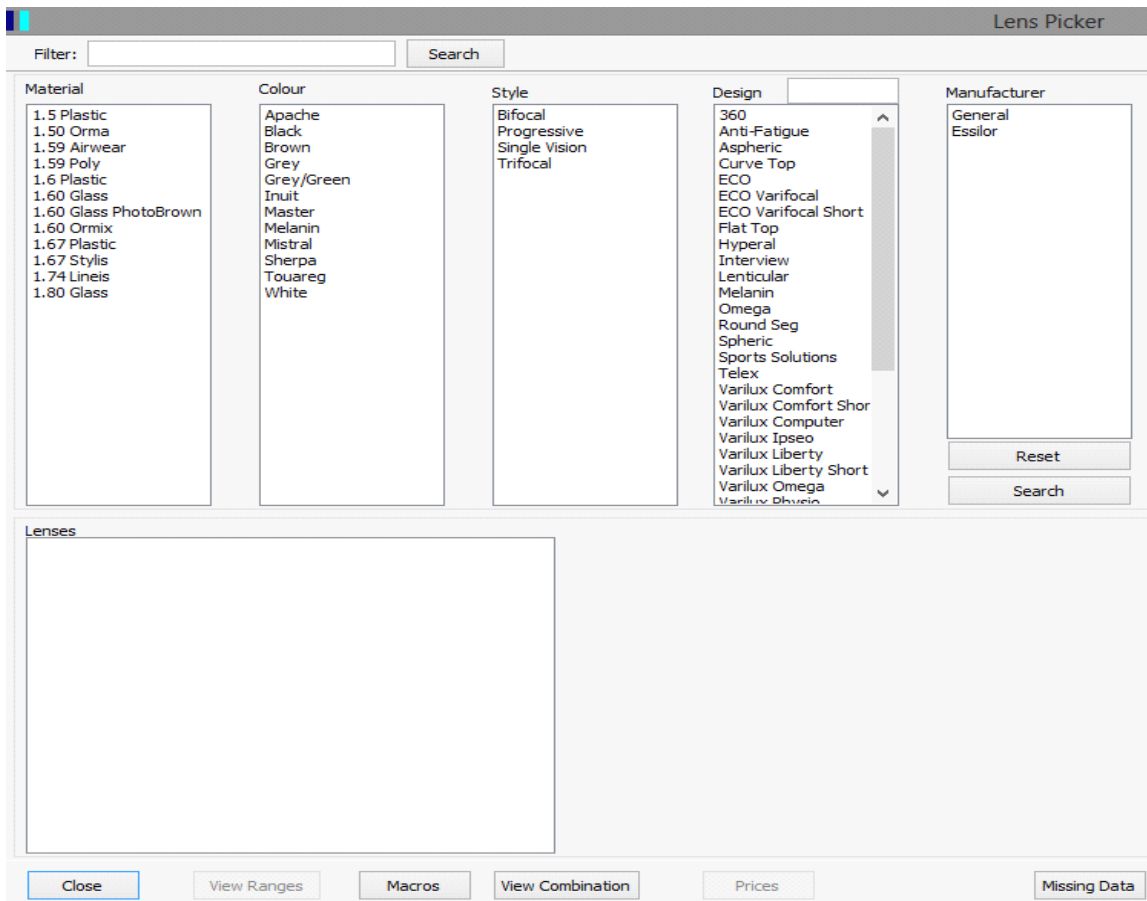 Lens Picker
Filter:
Search
Material
1.5 Plastic
1.50 Orma
1.59 Airwear
1.59 Poly
1.6 Plastic
1.60 Glass
1.60 Glass PhotoBrown
1.60 Ormix
1.67 Plastic
1.67 Stylis
1.74 Lineis
1.80 Glass
Colour
Apache
Black
Brown
Grey
Grey/Green
Inuit
Master
Melanin
Mistral
Sherpa
Touareg
White
Style
Bifocal
Progressive
Single Vision
Trifocal
Design
360
Anti-Fatigue
Aspheric
Curve Top
ECO
ECO Varifocal
ECO Varifocal Short
Flat Top
Hyperal
Interview
Lenticular
Melanin
Omega
Round Seg
Spheric
Sports Solutions
Telex
Varilux Comfort
Varilux Comfort Shor
Varilux Computer
Varilux Ipseo
Varilux Liberty
Varilux Liberty Short
Varilux Omega
Varilux Physio
Manufacturer
General
Essilor
Reset
Search
Lenses
Close
View Ranges
Macros
View Combination
Prices
Missing Data